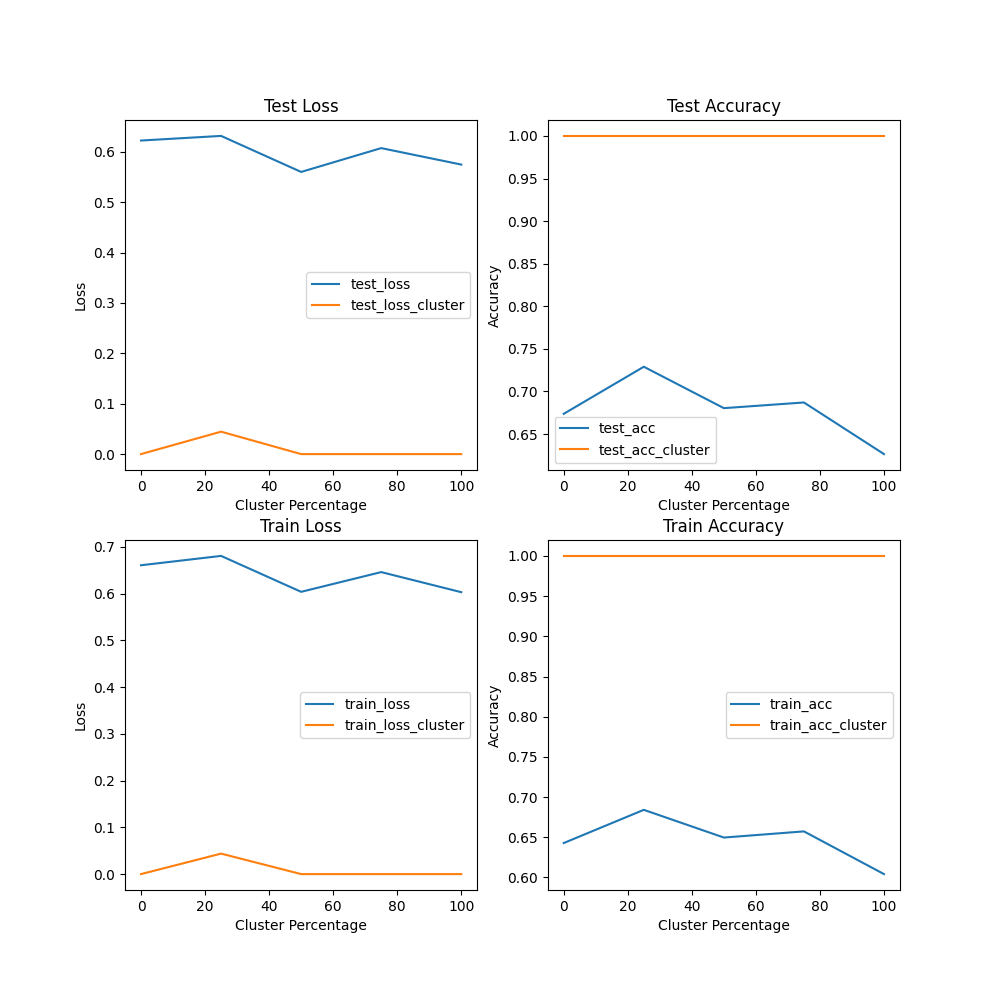 Test Loss
0.6
0.5
0.4
0.3
0.2
0.1
0.0
Loss
test_loss
test_loss_cluster
0 20 40 60 80 100
Cluster Percentage
Test Accuracy
1.00
0.95
0.90
0.85
0.80
0.75
0.70
0.65
Accuracy
test_acc
test_acc_cluster
0 20 40 60 80 100
Cluster Percentage
Train Loss
0.7
0.6
0.5
0.4
0.3
0.2
0.1
0.0
Loss
train_loss
train_loss_cluster
0 20 40 60 80 100
Cluster Percentage
Train Accuracy
1.00
0.95
0.90
0.85
0.80
0.75
0.70
0.65
0.60
Accuracy
train_acc
train_acc_cluster
0 20 40 60 80 100
Cluster Percentage